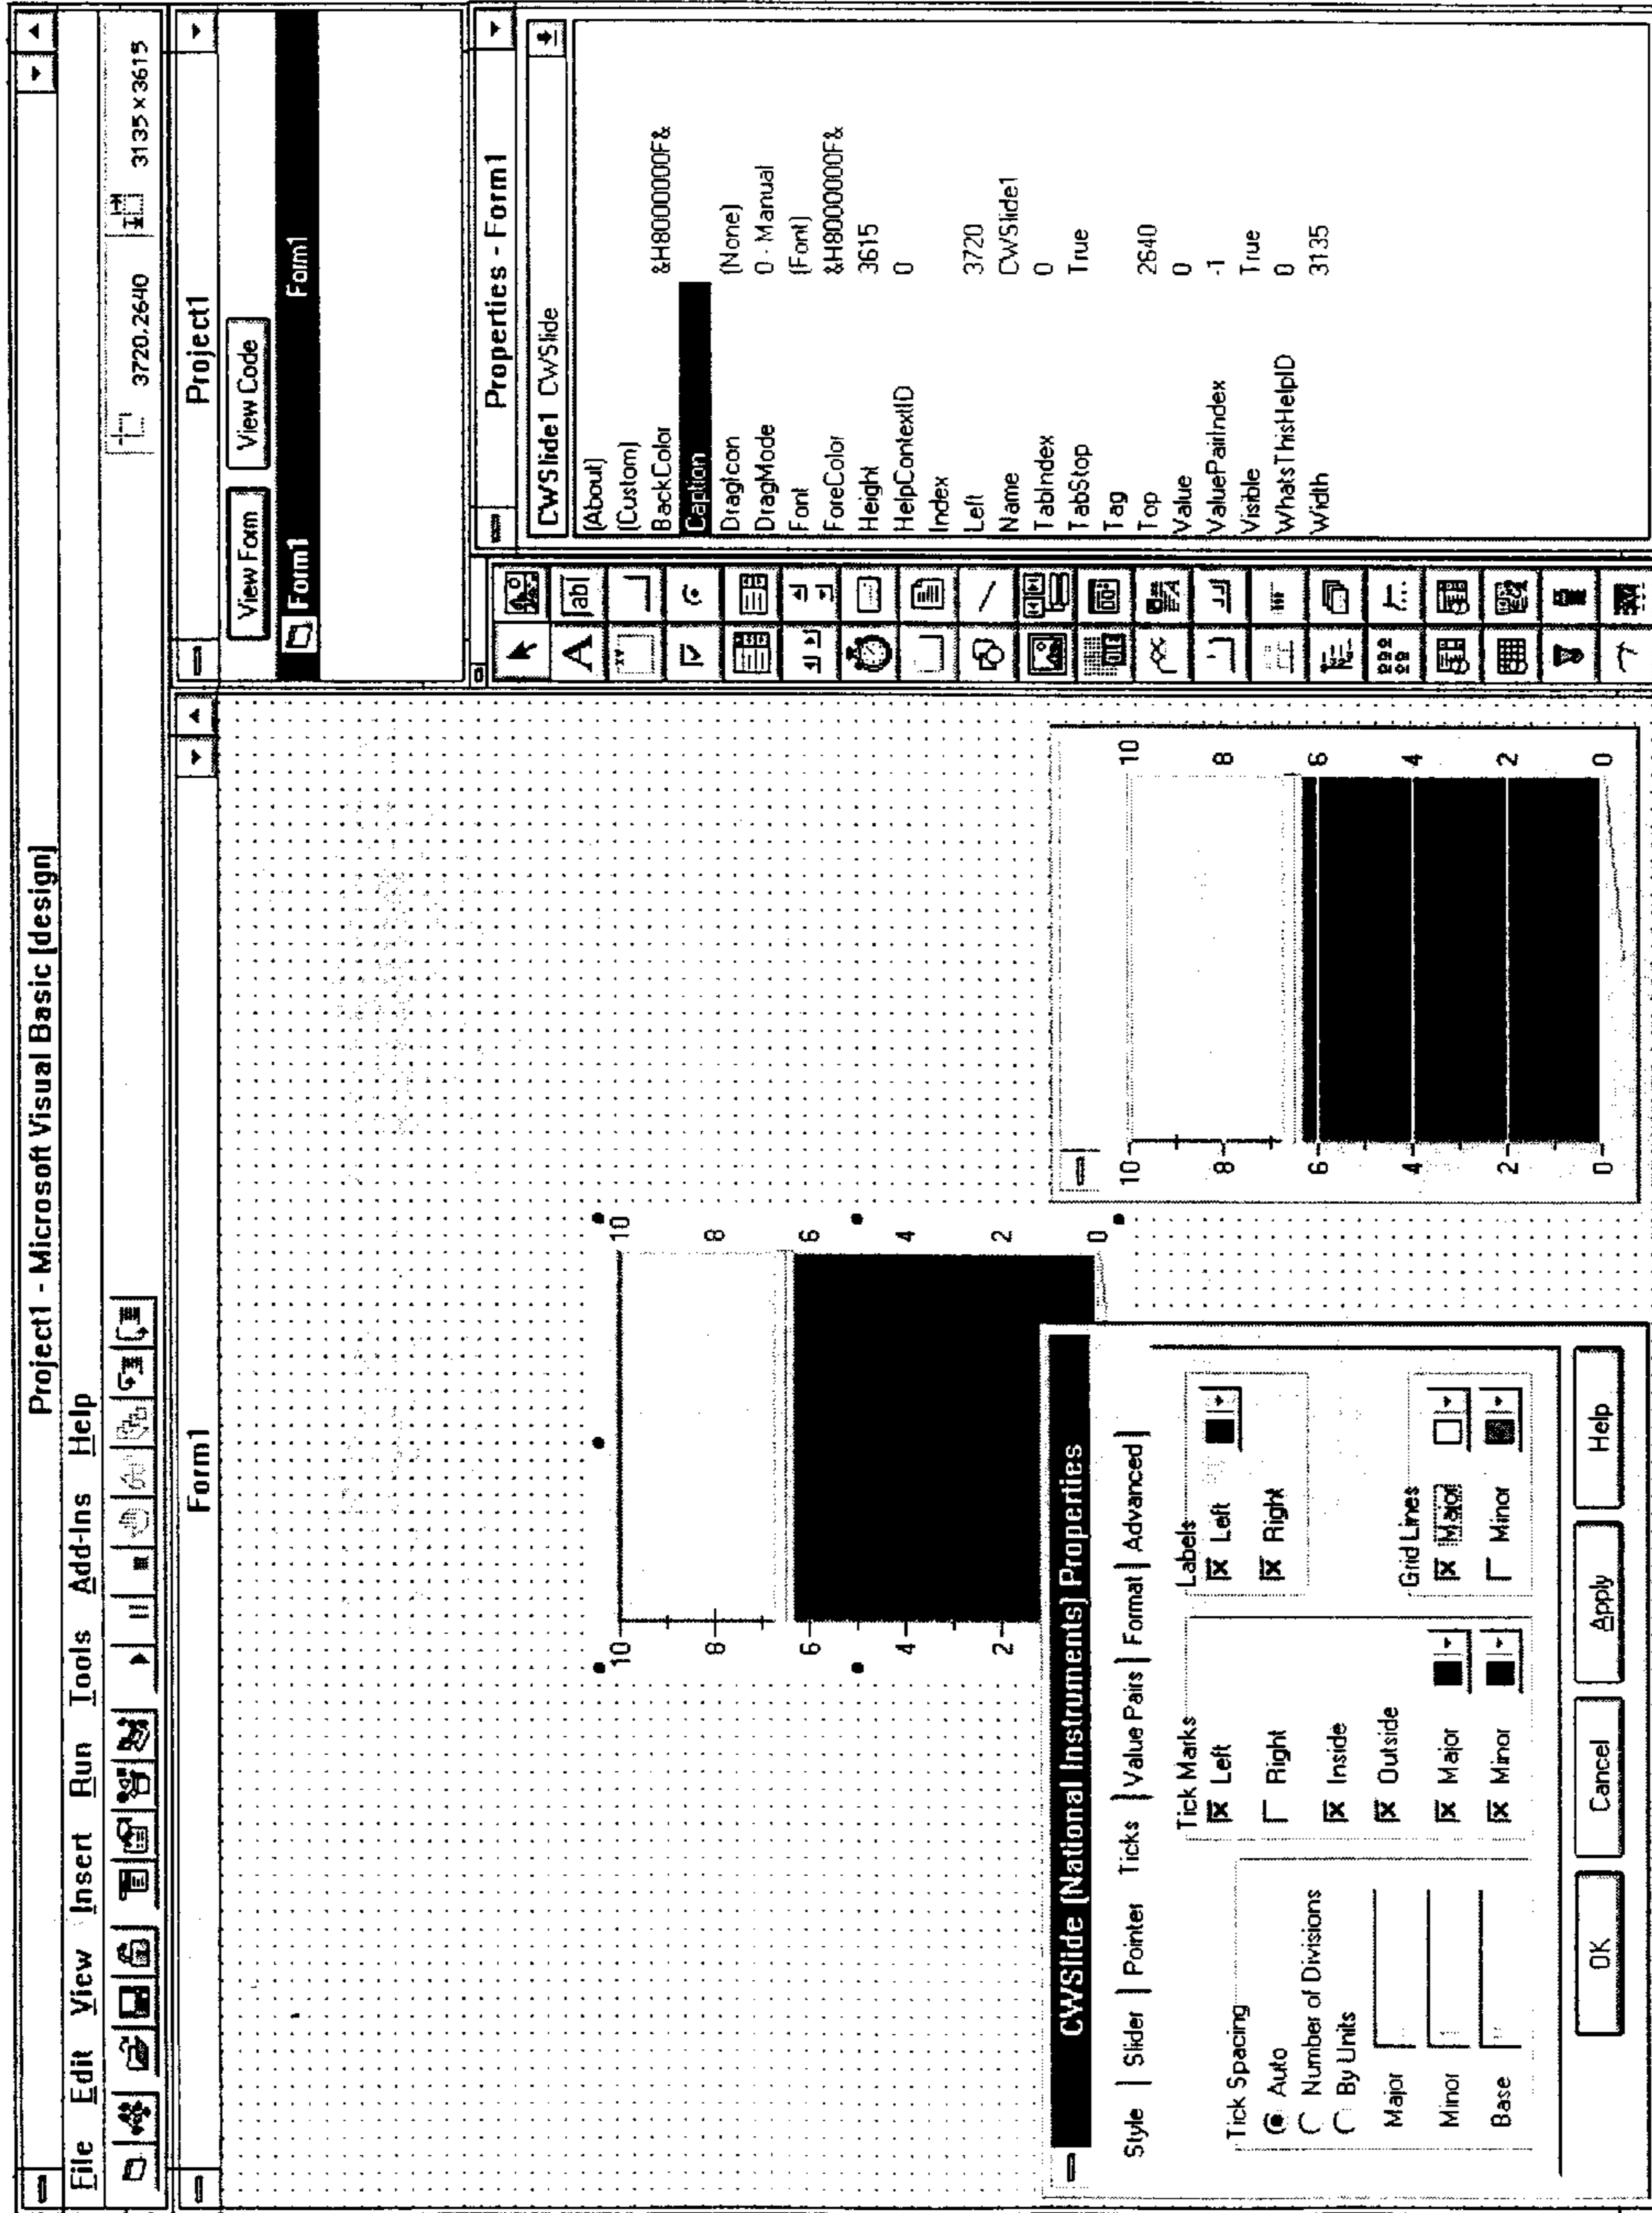 Project1 - Microsoft Visual Basic [design]
File Edit View Insert Run Tools Add-Ins Help
3720,2640 3135 × 3615
Form1
10
8
6
4
2
10
8
6
4
2
0
CWSlide (National Instruments) Properties
Style Slider Pointer Ticks Value Pairs Format Advanced
Tick Spacing
Auto
Number of Divisions
By Units
Major
Minor
Base
Tick Marks
Left
Right
Inside
Outside
Major
Minor
Labels
Left
Right
Grid Lines
Major
Minor
OK Cancel Apply Help
10
8
6
4
2
0
10
8
6
4
2
0
Project1
View Form View Code
Form1 Form1
A
ab
Properties - Form1
CWSlide1 CWSlide
(About)
(Custom)
BackColor &H8000000F&
Caption
DragIcon (None)
DragMode 0 - Manual
Font (Font)
ForeColor &H8000000F&
Height 3615
HelpContextID 0
Index
Left 3720
Name CWSlide1
TabIndex 0
TabStop True
Tag
Top 2640
Value 0
ValuePairIndex -1
Visible True
WhatsThisHelpID 0
Width 3135